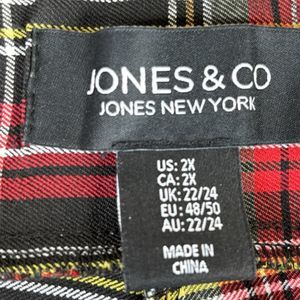 JONES & CO
JONES NEW YORK
US: 2X
CA: 2X
UK: 22/24
EU: 48/50
AU: 22/24
MADE IN
CHINA